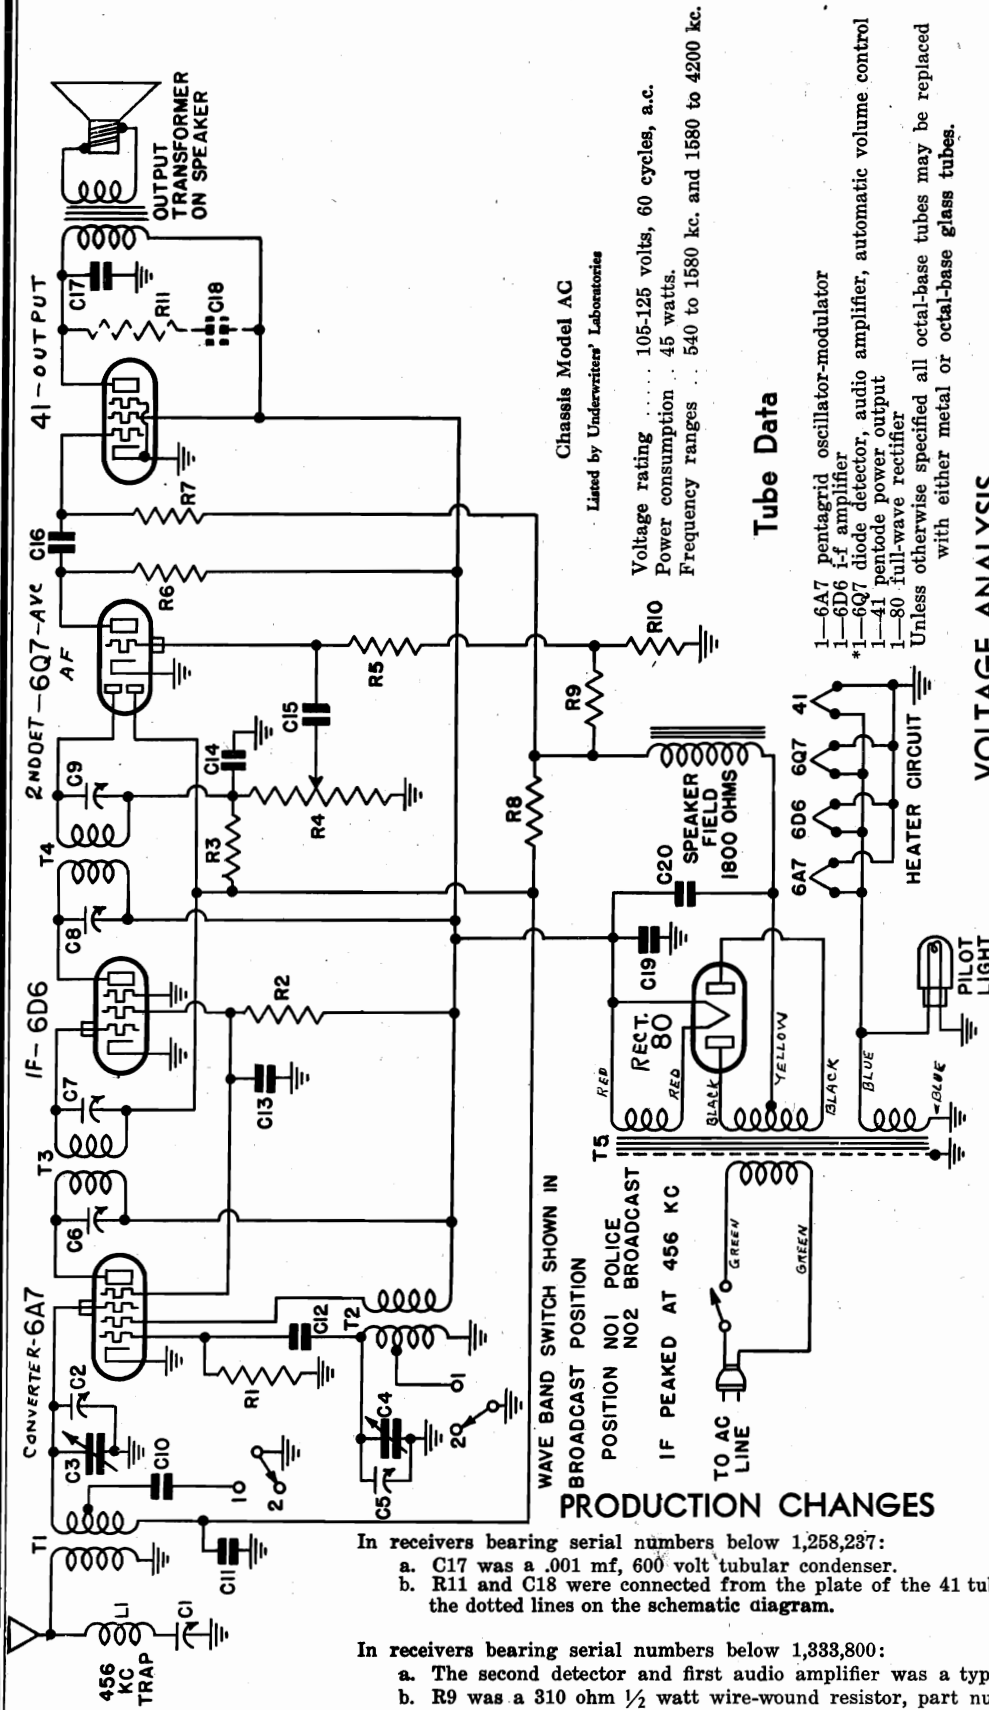 CONVERTER-6A7
IF-6D6
2NDDET-6Q7-AVC
AF
41-OUTPUT
T1
T3
T4
L1
C1
456
KC
TRAP
C3
C2
C10
10
2
C11
C6
C7
C8
C9
C16
C17
R11
C18
OUTPUT
TRANSFORMER
ON SPEAKER
R1
C12
T2
C5
C4
20
1
C13
R2
R3
C14
R4
C15
R5
R6
R7
R8
R9
R10
WAVE BAND SWITCH SHOWN IN
BROADCAST POSITION
POSITION NO1 POLICE
NO2 BROADCAST
IF PEAKED AT 456 KC
TO AC
LINE
GREEN
GREEN
T5
RED
RED
BLACK
YELLOW
BLACK
BLUE
BLUE
RECT.
80
C19
C20
SPEAKER
FIELD
1800 OHMS
6A7
6D6
6Q7
41
HEATER CIRCUIT
PILOT
LIGHT
Chassis Model AC
Listed by Underwriters' Laboratories
Voltage rating ...... 105-125 volts, 60 cycles, a.c.
Power consumption .. 45 watts.
Frequency ranges .. 540 to 1580 kc. and 1580 to 4200 kc.
Tube Data
1—6A7 pentagrid oscillator-modulator
1—6D6 i-f amplifier
*1—6Q7 diode detector, audio amplifier, automatic volume control
1—41 pentode power output
1—80 full-wave rectifier
Unless otherwise specified all octal-base tubes may be replaced
with either metal or octal-base glass tubes.
VOLTAGE ANALYSIS
PRODUCTION CHANGES
In receivers bearing serial numbers below 1,258,237:
a. C17 was a .001 mf, 600 volt tubular condenser.
b. R11 and C18 were connected from the plate of the 41 tu
the dotted lines on the schematic diagram.
In receivers bearing serial numbers below 1,333,800:
a. The second detector and first audio amplifier was a typ
b. R9 was a 310 ohm ½ watt wire-wound resistor, part nu